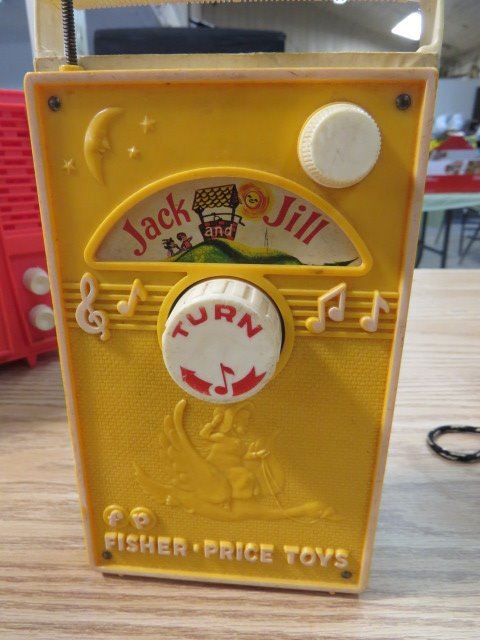 Jack and Jill
TURN
fp
FISHER·PRICE TOYS